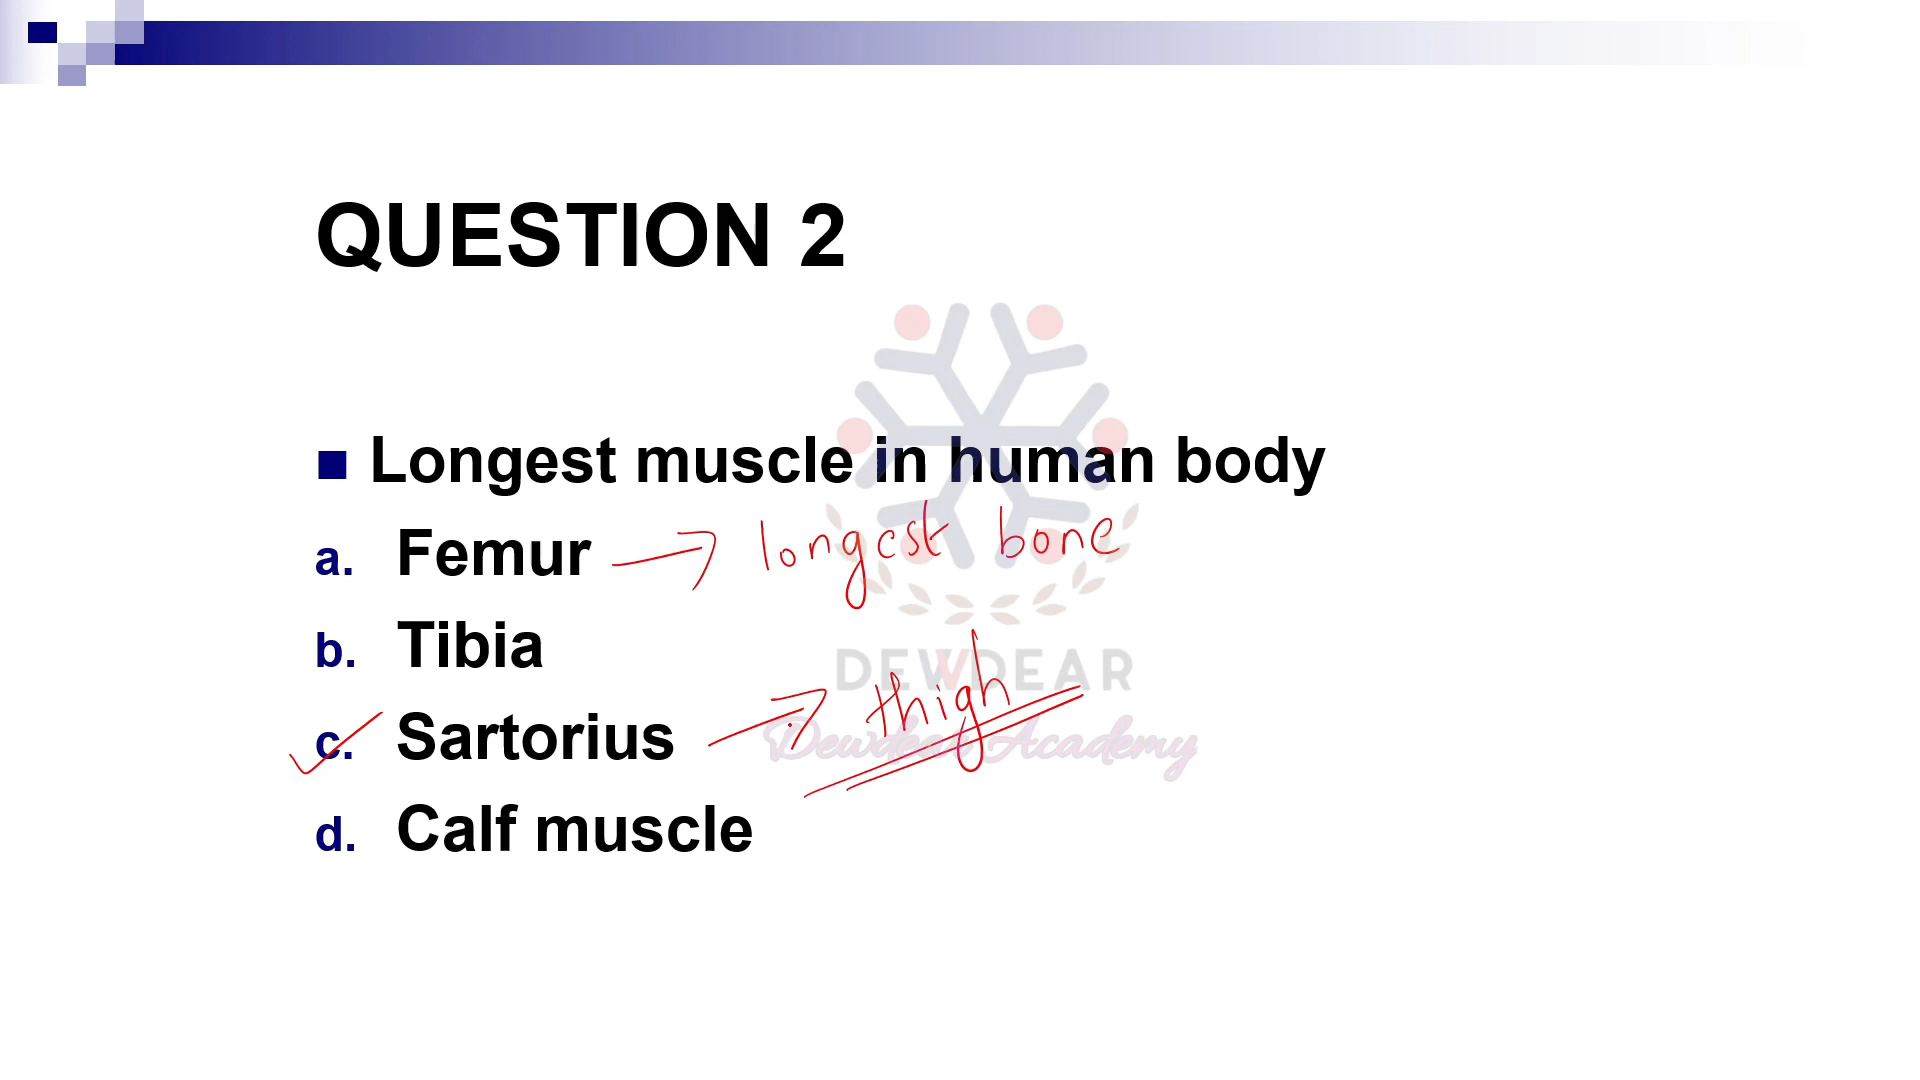 QUESTION 2
Longest muscle in human body
a. Femur → longest bone
b. Tibia
DEWDEAR
c. Sartorius → thigh
Dewdear Academy
d. Calf muscle